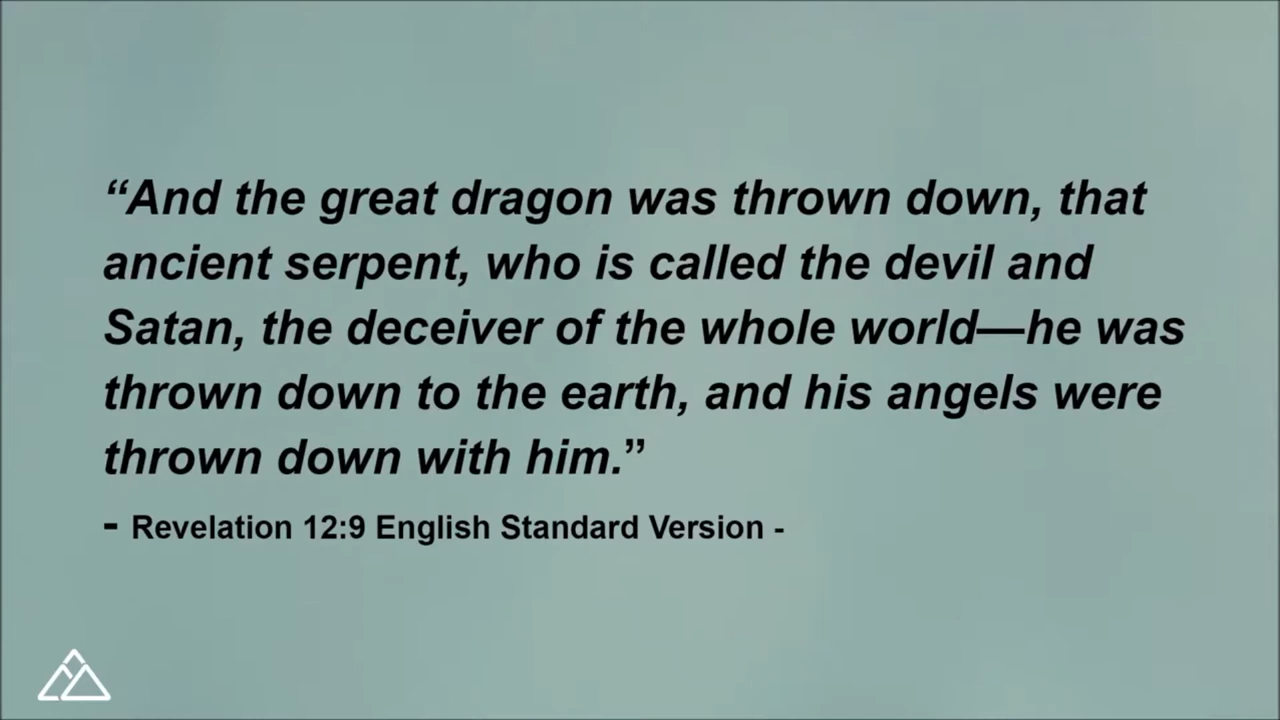 “And the great dragon was thrown down, that
ancient serpent, who is called the devil and
Satan, the deceiver of the whole world—he was
thrown down to the earth, and his angels were
thrown down with him.”
- Revelation 12:9 English Standard Version -